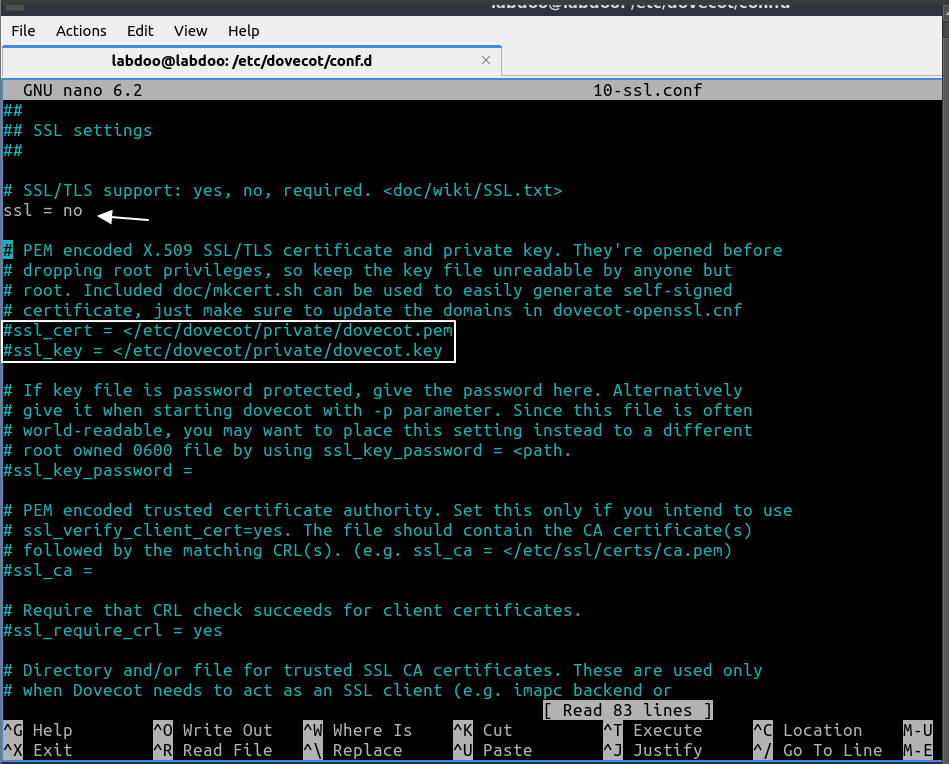 labdoo@labdoo: /etc/dovecot/conf.d
File Actions Edit View Help
labdoo@labdoo: /etc/dovecot/conf.d ×
GNU nano 6.2 10-ssl.conf
##
## SSL settings
##
# SSL/TLS support: yes, no, required. <doc/wiki/SSL.txt>
ssl = no
# PEM encoded X.509 SSL/TLS certificate and private key. They're opened before
# dropping root privileges, so keep the key file unreadable by anyone but
# root. Included doc/mkcert.sh can be used to easily generate self-signed
# certificate, just make sure to update the domains in dovecot-openssl.cnf
#ssl_cert = </etc/dovecot/private/dovecot.pem
#ssl_key = </etc/dovecot/private/dovecot.key
# If key file is password protected, give the password here. Alternatively
# give it when starting dovecot with -p parameter. Since this file is often
# world-readable, you may want to place this setting instead to a different
# root owned 0600 file by using ssl_key_password = <path.
#ssl_key_password =
# PEM encoded trusted certificate authority. Set this only if you intend to use
# ssl_verify_client_cert=yes. The file should contain the CA certificate(s)
# followed by the matching CRL(s). (e.g. ssl_ca = </etc/ssl/certs/ca.pem)
#ssl_ca =
# Require that CRL check succeeds for client certificates.
#ssl_require_crl = yes
# Directory and/or file for trusted SSL CA certificates. These are used only
# when Dovecot needs to act as an SSL client (e.g. imapc backend or
[ Read 83 lines ]
^G Help ^O Write Out ^W Where Is ^K Cut ^T Execute ^C Location M-U
^X Exit ^R Read File ^\ Replace ^U Paste ^J Justify ^/ Go To Line M-E